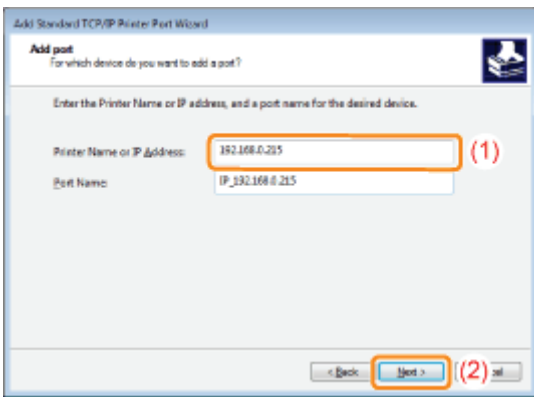 Add Standard TCP/IP Printer Port Wizard
Add port
For which device do you want to add a port?
Enter the Printer Name or IP address, and a port name for the desired device.
Printer Name or IP Address: 192.168.0.215 (1)
Port Name: IP_192.168.0.215
< Back Next > (2)